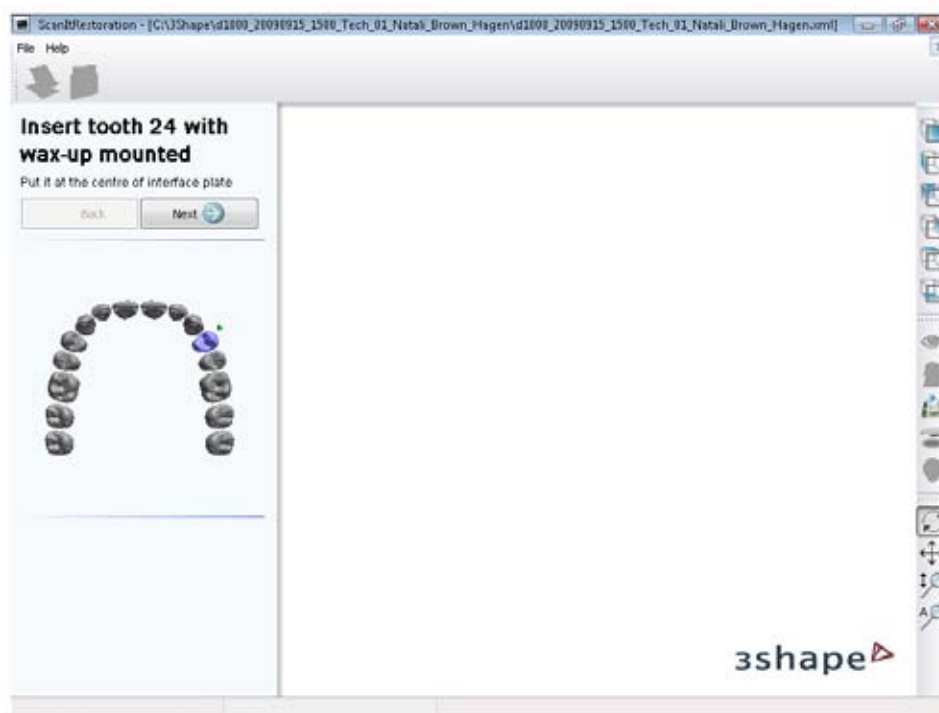 ScanItRestoration - [C:\3Shape\d1000_20090915_1500_Tech_01_Natali_Brown_Hagen\d1000_20090915_1500_Tech_01_Natali_Brown_Hagen.xml]
File Help
Insert tooth 24 with
wax-up mounted
Put it at the centre of interface plate
Back Next
A
3shape